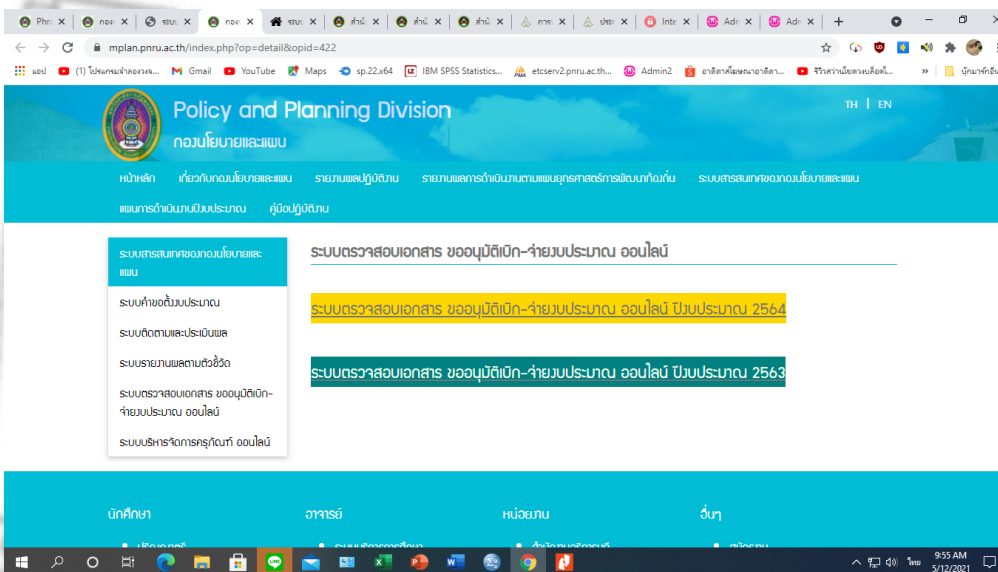 mplan.pnru.ac.th/index.php?op=detail&opid=422
Gmail
YouTube
Maps
sp.22.x64
IBM SPSS Statistics...
etcserv2.pnru.ac.th...
Admin2
Policy and Planning Division
กองนโยบายและแผน
TH | EN
หน้าหลัก เกี่ยวกับกองนโยบายและแผน รายงานผลปฏิบัติงาน รายงานผลการดำเนินงานตามแผนยุทธศาสตร์การพัฒนาท้องถิ่น ระบบสารสนเทศของกองนโยบายและแผน
แผนการดำเนินงานปีงบประมาณ คู่มือปฏิบัติงาน
ระบบสารสนเทศของกองนโยบายและ
แผน
ระบบคำขอตั้งงบประมาณ
ระบบติดตามและประเมินผล
ระบบรายงานผลตามตัวชี้วัด
ระบบตรวจสอบเอกสาร ขออนุมัติเบิก-
จ่ายงบประมาณ ออนไลน์
ระบบบริหารจัดการครุภัณฑ์ ออนไลน์
ระบบตรวจสอบเอกสาร ขออนุมัติเบิก-จ่ายงบประมาณ ออนไลน์
ระบบตรวจสอบเอกสาร ขออนุมัติเบิก-จ่ายงบประมาณ ออนไลน์ ปีงบประมาณ 2564
ระบบตรวจสอบเอกสาร ขออนุมัติเบิก-จ่ายงบประมาณ ออนไลน์ ปีงบประมาณ 2563
นักศึกษา
อาจารย์
หน่วยงาน
อื่นๆ
ไทย
9:55 AM
5/12/2021